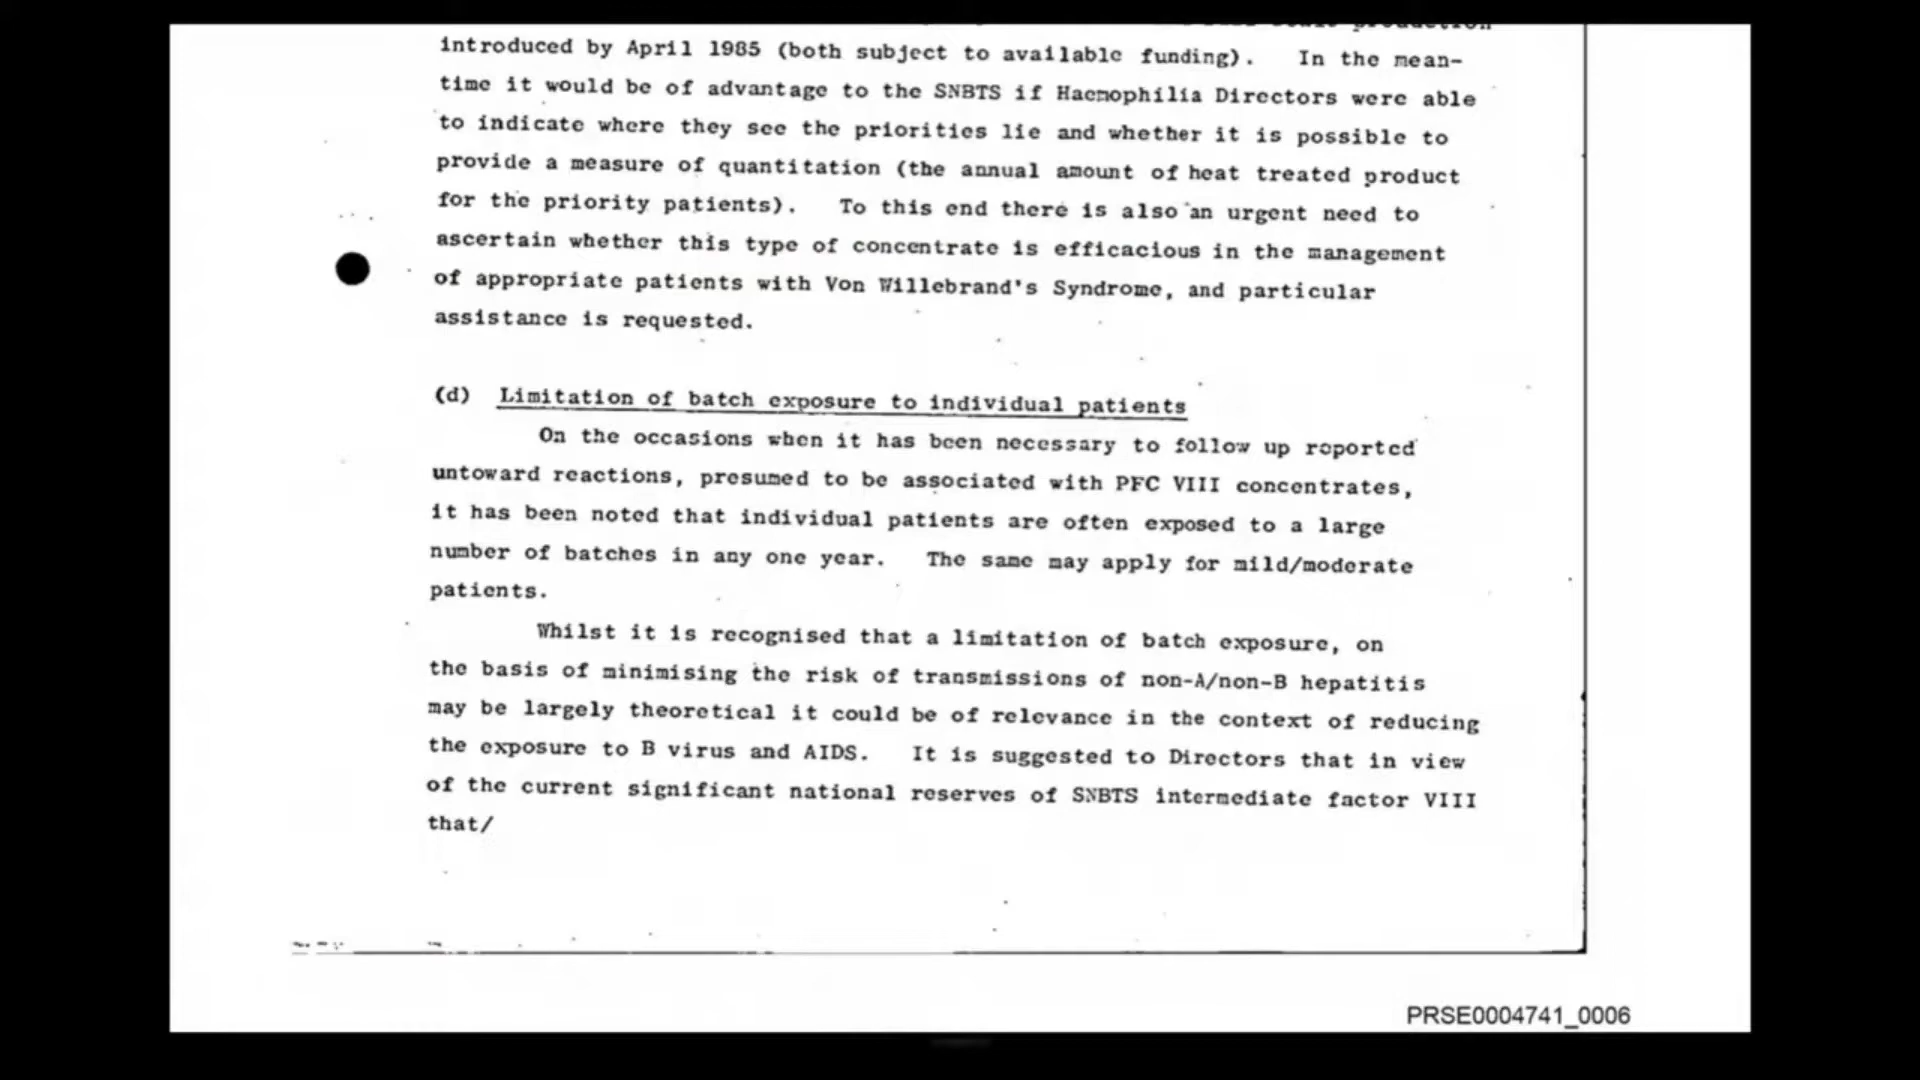 production
introduced by April 1985 (both subject to available funding). In the mean-
time it would be of advantage to the SNBTS if Haemophilia Directors were able
to indicate where they see the priorities lie and whether it is possible to
provide a measure of quantitation (the annual amount of heat treated product
for the priority patients). To this end there is also an urgent need to
ascertain whether this type of concentrate is efficacious in the management
of appropriate patients with Von Willebrand's Syndrome, and particular
assistance is requested.
(d) Limitation of batch exposure to individual patients
On the occasions when it has been necessary to follow up reported
untoward reactions, presumed to be associated with PFC VIII concentrates,
it has been noted that individual patients are often exposed to a large
number of batches in any one year. The same may apply for mild/moderate
patients.
Whilst it is recognised that a limitation of batch exposure, on
the basis of minimising the risk of transmissions of non-A/non-B hepatitis
may be largely theoretical it could be of relevance in the context of reducing
the exposure to B virus and AIDS. It is suggested to Directors that in view
of the current significant national reserves of SNBTS intermediate factor VIII
that/
PRSE0004741_0006